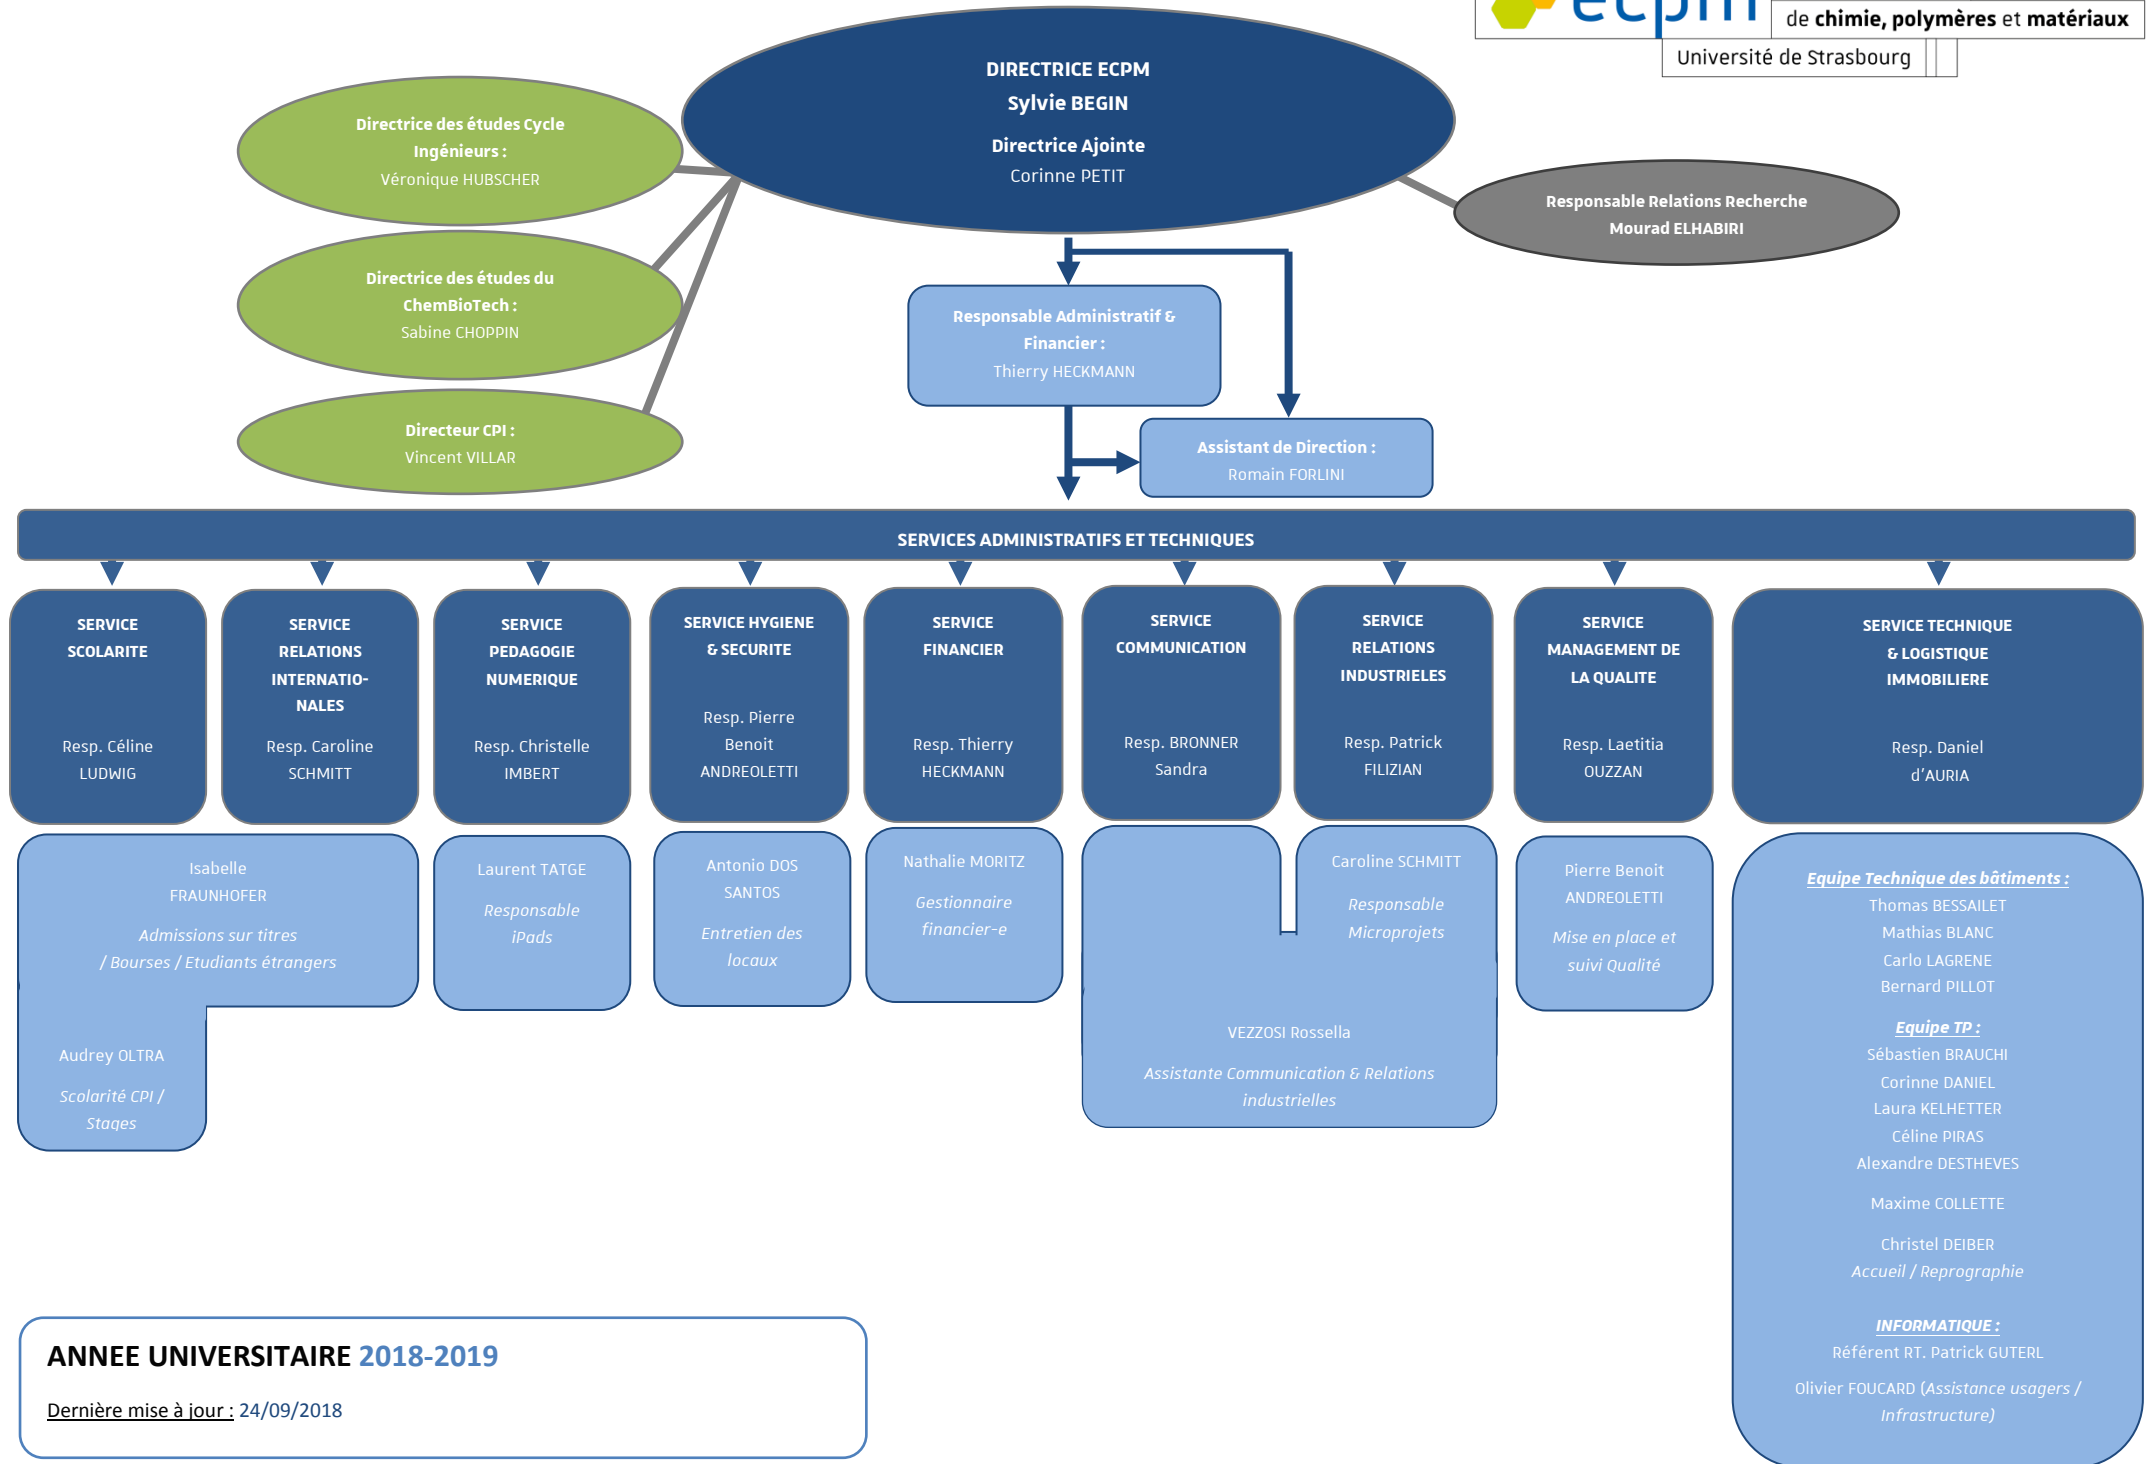 ecpm
de chimie, polymères et matériaux
Université de Strasbourg
DIRECTRICE ECPM
Sylvie BEGIN
Directrice Ajointe
Corinne PETIT
Directrice des études Cycle
Ingénieurs :
Véronique HUBSCHER
Directrice des études du
ChemBioTech :
Sabine CHOPPIN
Directeur CPI :
Vincent VILLAR
Responsable Relations Recherche
Mourad ELHABIRI
Responsable Administratif &
Financier :
Thierry HECKMANN
Assistant de Direction :
Romain FORLINI
SERVICES ADMINISTRATIFS ET TECHNIQUES
SERVICE
SCOLARITE
Resp. Céline
LUDWIG
SERVICE
RELATIONS
INTERNATIO-
NALES
Resp. Caroline
SCHMITT
SERVICE
PEDAGOGIE
NUMERIQUE
Resp. Christelle
IMBERT
SERVICE HYGIENE
& SECURITE
Resp. Pierre
Benoit
ANDREOLETTI
SERVICE
FINANCIER
Resp. Thierry
HECKMANN
SERVICE
COMMUNICATION
Resp. BRONNER
Sandra
SERVICE
RELATIONS
INDUSTRIELES
Resp. Patrick
FILIZIAN
SERVICE
MANAGEMENT DE
LA QUALITE
Resp. Laetitia
OUZZAN
SERVICE TECHNIQUE
& LOGISTIQUE
IMMOBILIERE
Resp. Daniel
d'AURIA
Isabelle
FRAUNHOFER
Admissions sur titres
/ Bourses / Etudiants étrangers
Audrey OLTRA
Scolarité CPI /
Stages
Laurent TATGE
Responsable
iPads
Antonio DOS
SANTOS
Entretien des
locaux
Nathalie MORITZ
Gestionnaire
financier-e
Caroline SCHMITT
Responsable
Microprojets
VEZZOSI Rossella
Assistante Communication & Relations
industrielles
Pierre Benoit
ANDREOLETTI
Mise en place et
suivi Qualité
Equipe Technique des bâtiments :
Thomas BESSAILET
Mathias BLANC
Carlo LAGRENE
Bernard PILLOT
Equipe TP :
Sébastien BRAUCHI
Corinne DANIEL
Laura KELHETTER
Céline PIRAS
Alexandre DESTHEVES
Maxime COLLETTE
Christel DEIBER
Accueil / Reprographie
INFORMATIQUE :
Référent RT. Patrick GUTERL
Olivier FOUCARD (Assistance usagers /
Infrastructure)
ANNEE UNIVERSITAIRE 2018-2019
Dernière mise à jour : 24/09/2018